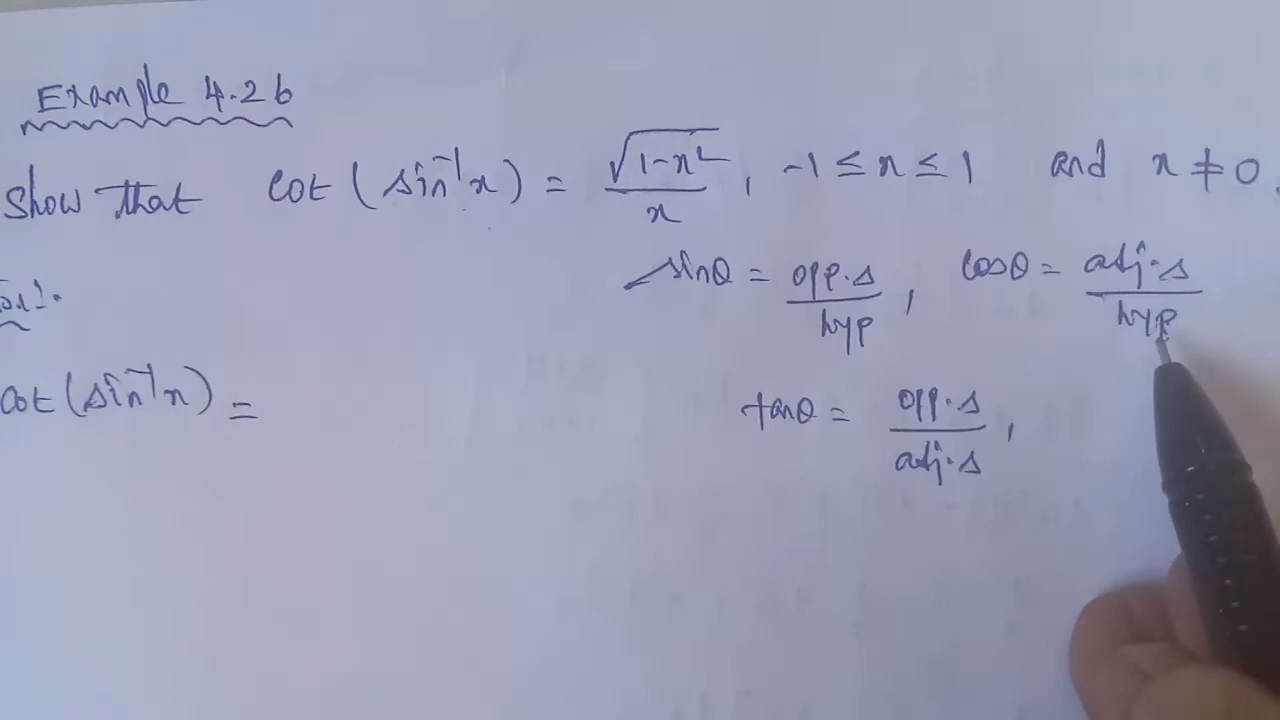 Example 4.26
Show that cot(sin⁻¹x) = √(1-x²)/x, -1 ≤ x ≤ 1 and x ≠ 0.
sinθ = opp.s/hyp, cosθ = adj.s/hyp
cot(sin⁻¹x) =
tanθ = opp.s/adj.s,